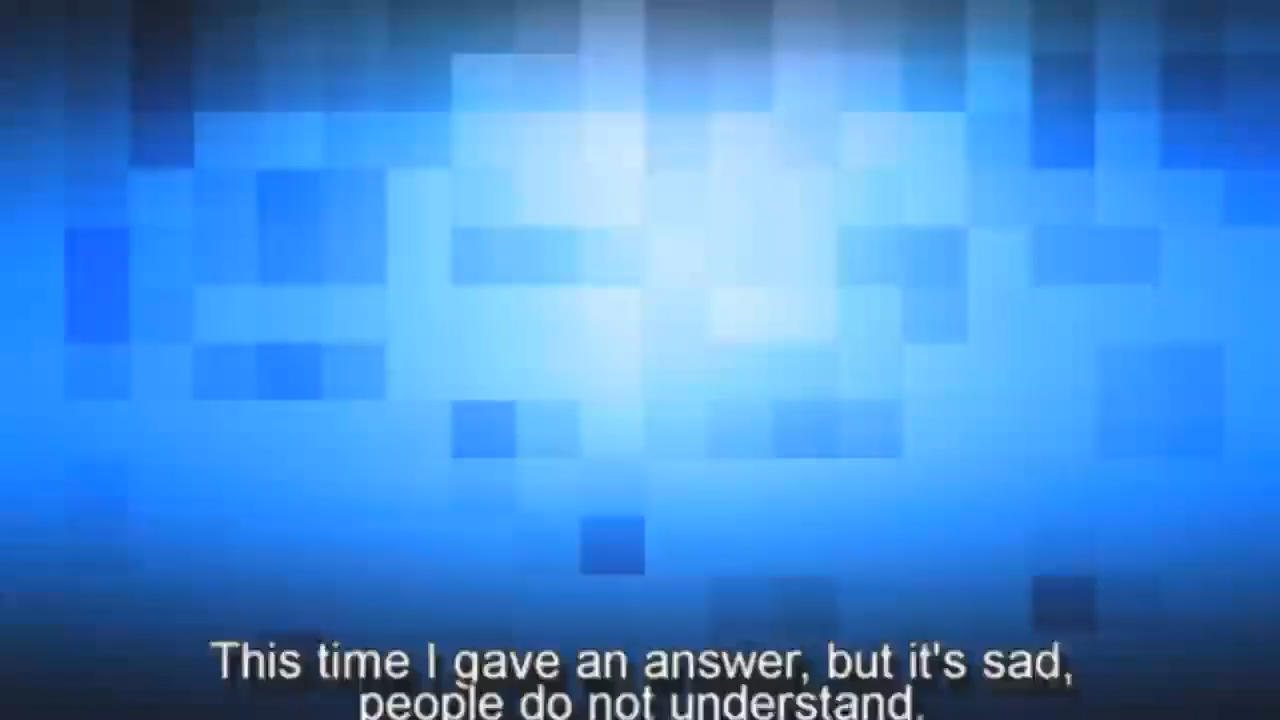 This time I gave an answer, but it's sad,
people do not understand.